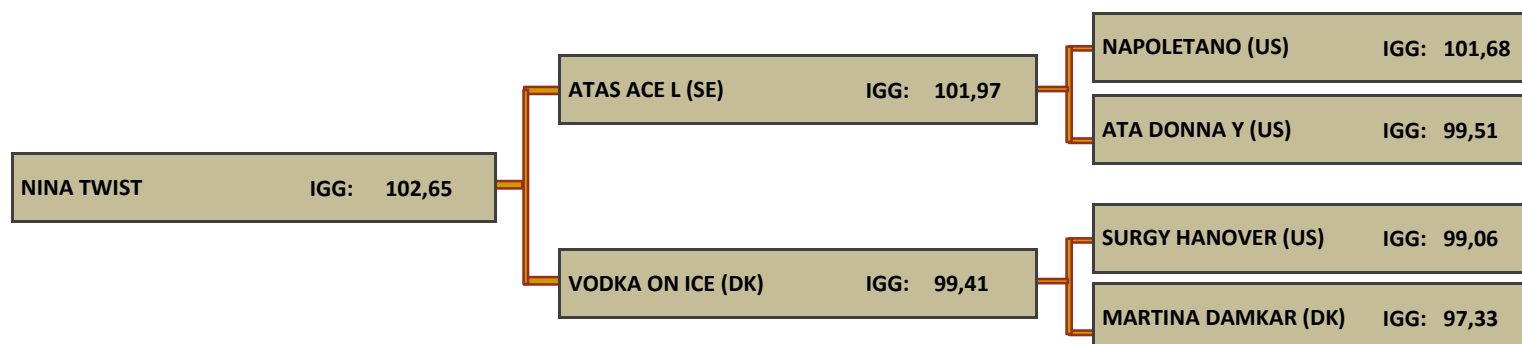 NAPOLETANO (US) IGG: 101,68
ATAS ACE L (SE) IGG: 101,97
ATA DONNA Y (US) IGG: 99,51
NINA TWIST IGG: 102,65
SURGY HANOVER (US) IGG: 99,06
VODKA ON ICE (DK) IGG: 99,41
MARTINA DAMKAR (DK) IGG: 97,33